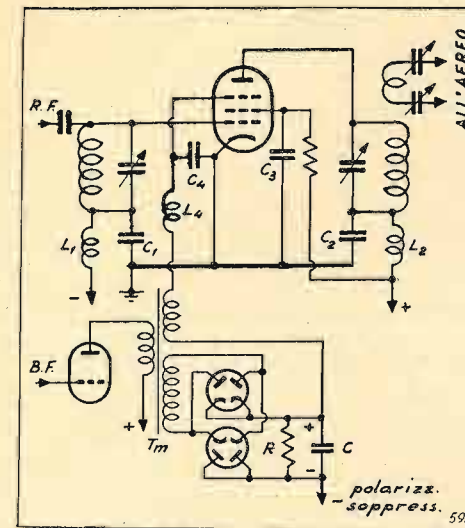 ALL'AEREO
R.F.
C4
C3
L4
L1
C1
C2
L2
-
+
B.F.
+
Tm
R
+
-
C
- polarizz.
soppress.
59